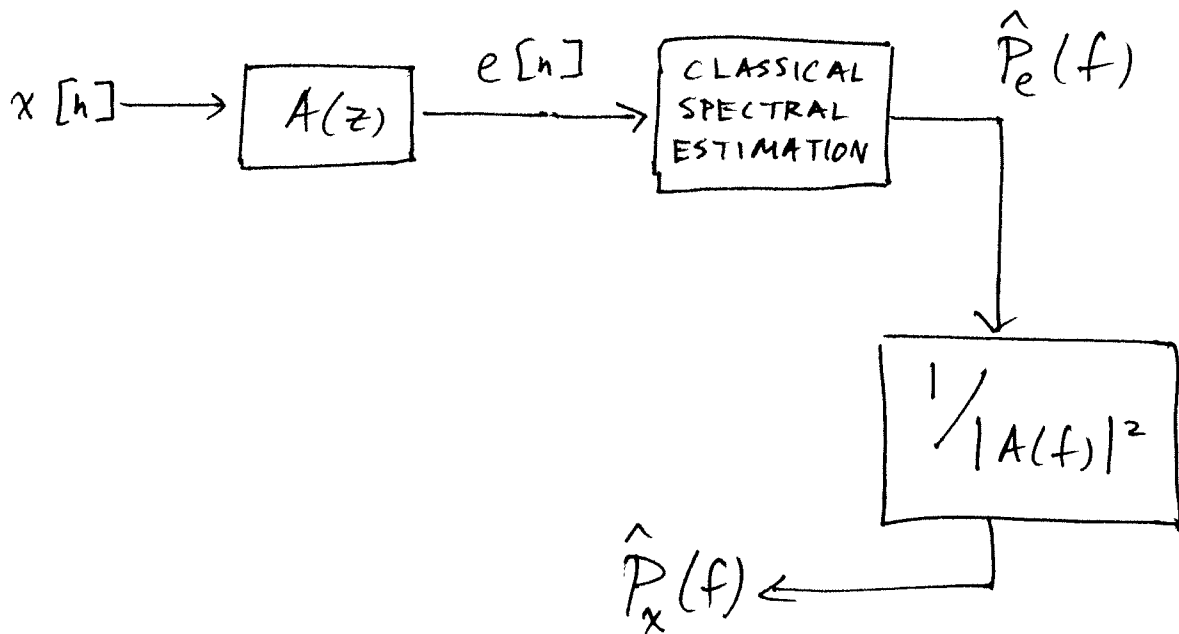 x [n]
A(z)
e [n]
CLASSICAL
SPECTRAL
ESTIMATION
P̂e (f)
1/|A(f)|²
P̂x (f)